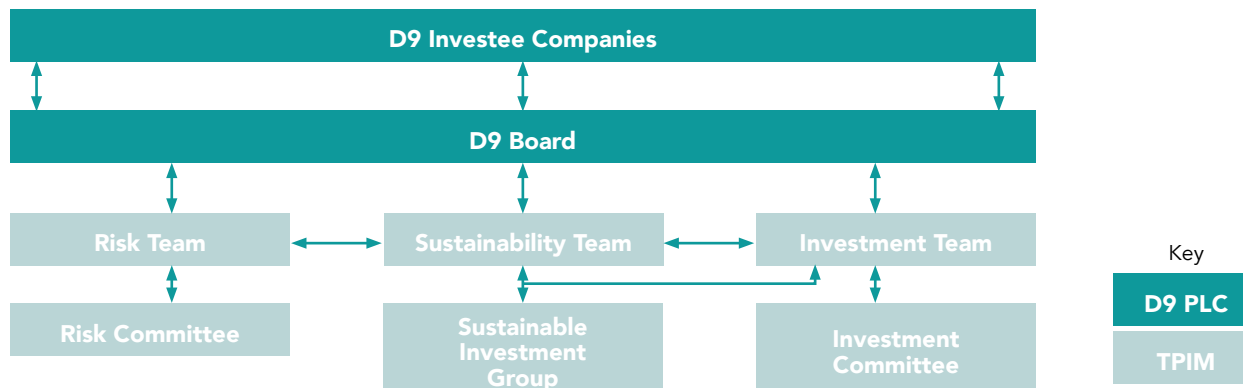 D9 Investee Companies
D9 Board
Risk Team
Sustainability Team
Investment Team
Risk Committee
Sustainable
Investment
Group
Investment
Committee
Key
D9 PLC
TPIM